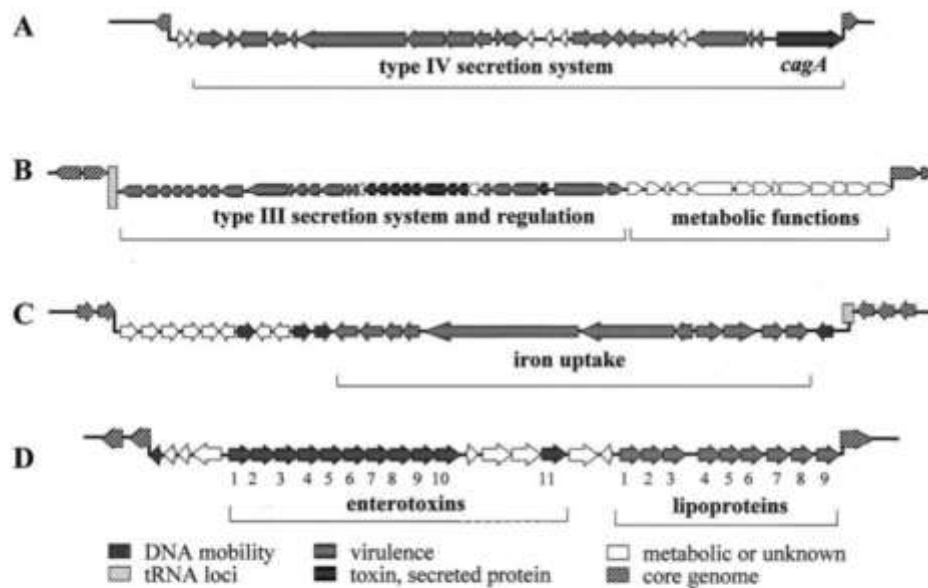 A
type IV secretion system cagA
B
type III secretion system and regulation metabolic functions
C
iron uptake
D
1 2 3 4 5 6 7 8 9 10 11 1 2 3 4 5 6 7 8 9
enterotoxins lipoproteins
DNA mobility virulence metabolic or unknown
tRNA loci toxin, secreted protein core genome